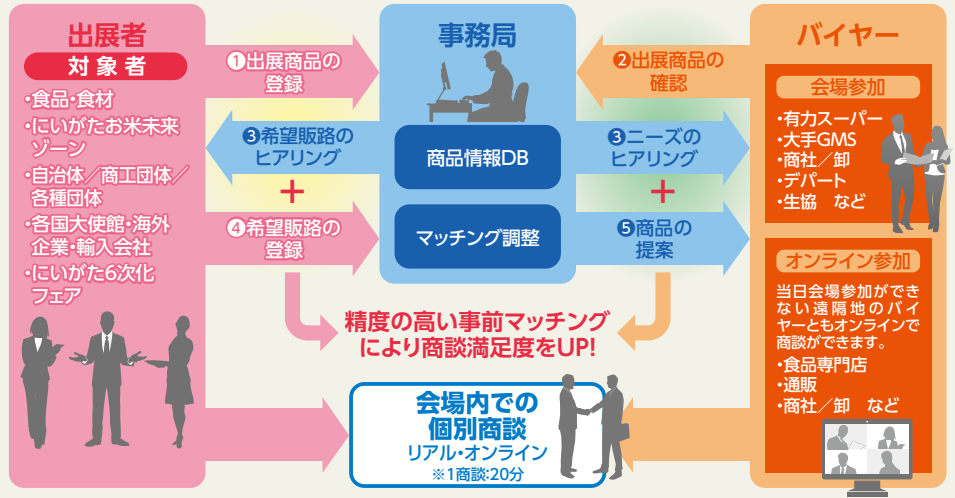 出展者
対象者
・食品・食材
・にいがたお米未来
ゾーン
・自治体／商工団体／
各種団体
・各国大使館・海外
企業・輸入会社
・にいがた6次化
フェア
❶出展商品の
登録
❸希望販路の
ヒアリング
+
❹希望販路の
登録
事務局
商品情報DB
マッチング調整
❷出展商品の
確認
❸ニーズの
ヒアリング
+
❺商品の
提案
バイヤー
会場参加
・有力スーパー
・大手GMS
・商社／卸
・デパート
・生協　など
オンライン参加
当日会場参加ができ
ない遠隔地のバイ
ヤーともオンラインで
商談ができます。
・食品専門店
・通販
・商社／卸　など
精度の高い事前マッチング
により商談満足度をUP!
会場内での
個別商談
リアル・オンライン
※1商談:20分